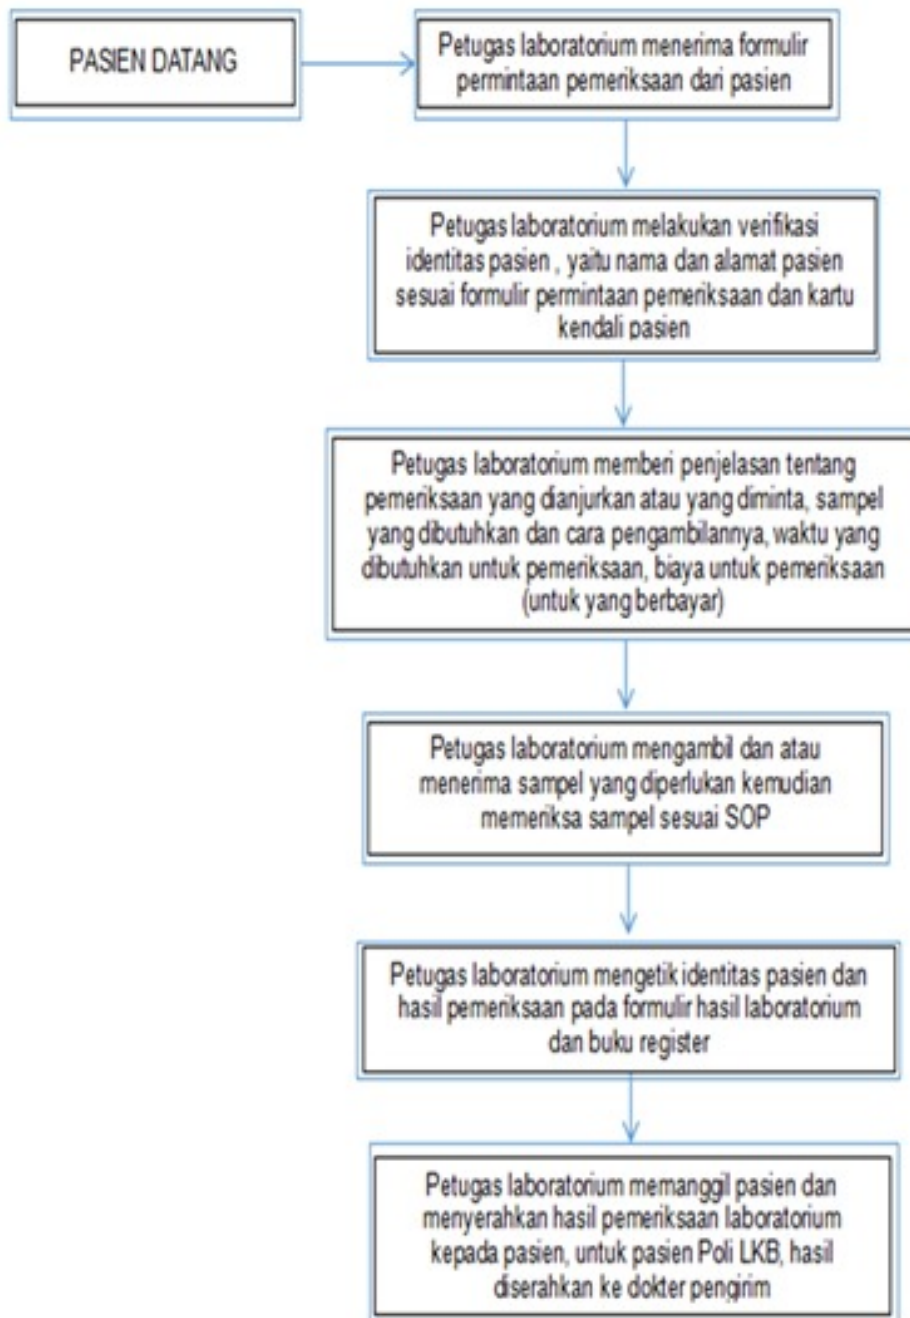 PASIEN DATANG
Petugas laboratorium menerima formulir
permintaan pemeriksaan dari pasien
Petugas laboratorium melakukan verifikasi
identitas pasien , yaitu nama dan alamat pasien
sesuai formulir permintaan pemeriksaan dan kartu
kendali pasien
Petugas laboratorium memberi penjelasan tentang
pemeriksaan yang dianjurkan atau yang diminta, sampel
yang dibutuhkan dan cara pengambilannya, waktu yang
dibutuhkan untuk pemeriksaan, biaya untuk pemeriksaan
(untuk yang berbayar)
Petugas laboratorium mengambil dan atau
menerima sampel yang diperlukan kemudian
memeriksa sampel sesuai SOP
Petugas laboratorium mengetik identitas pasien dan
hasil pemeriksaan pada formulir hasil laboratorium
dan buku register
Petugas laboratorium memanggil pasien dan
menyerahkan hasil pemeriksaan laboratorium
kepada pasien, untuk pasien Poli LKB, hasil
diserahkan ke dokter pengirim